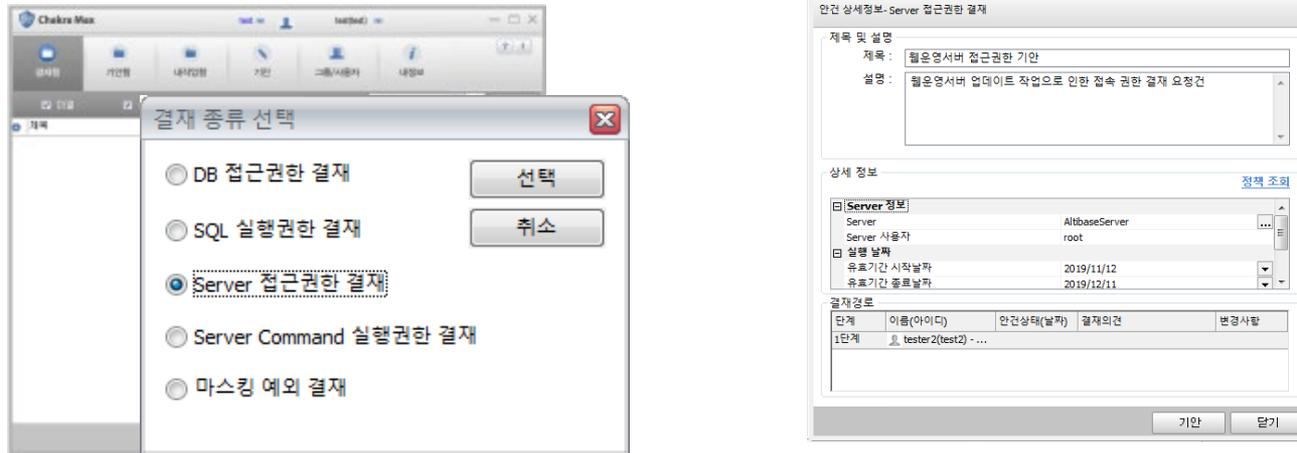 Chakra Max
test
test(test)
결재함
기안함
내작업함
기안
그룹/사용자
내정보
제목
결재 종류 선택
DB 접근권한 결재
선택
SQL 실행권한 결재
취소
Server 접근권한 결재
Server Command 실행권한 결재
마스킹 예외 결재
안건 상세정보- Server 접근권한 결재
제목 및 설명
제목 : 웹운영서버 접근권한 기안
설명 : 웹운영서버 업데이트 작업으로 인한 접속 권한 결재 요청건
상세 정보
정책 조회
Server 정보
Server AltibaseServer ...
Server 사용자 root
실행 날짜
유효기간 시작날짜 2019/11/12
유효기간 종료날짜 2019/12/11
결재경로
단계 이름(아이디) 안건상태(날짜) 결재의견 변경사항
1단계 tester2(test2) - ...
기안 닫기